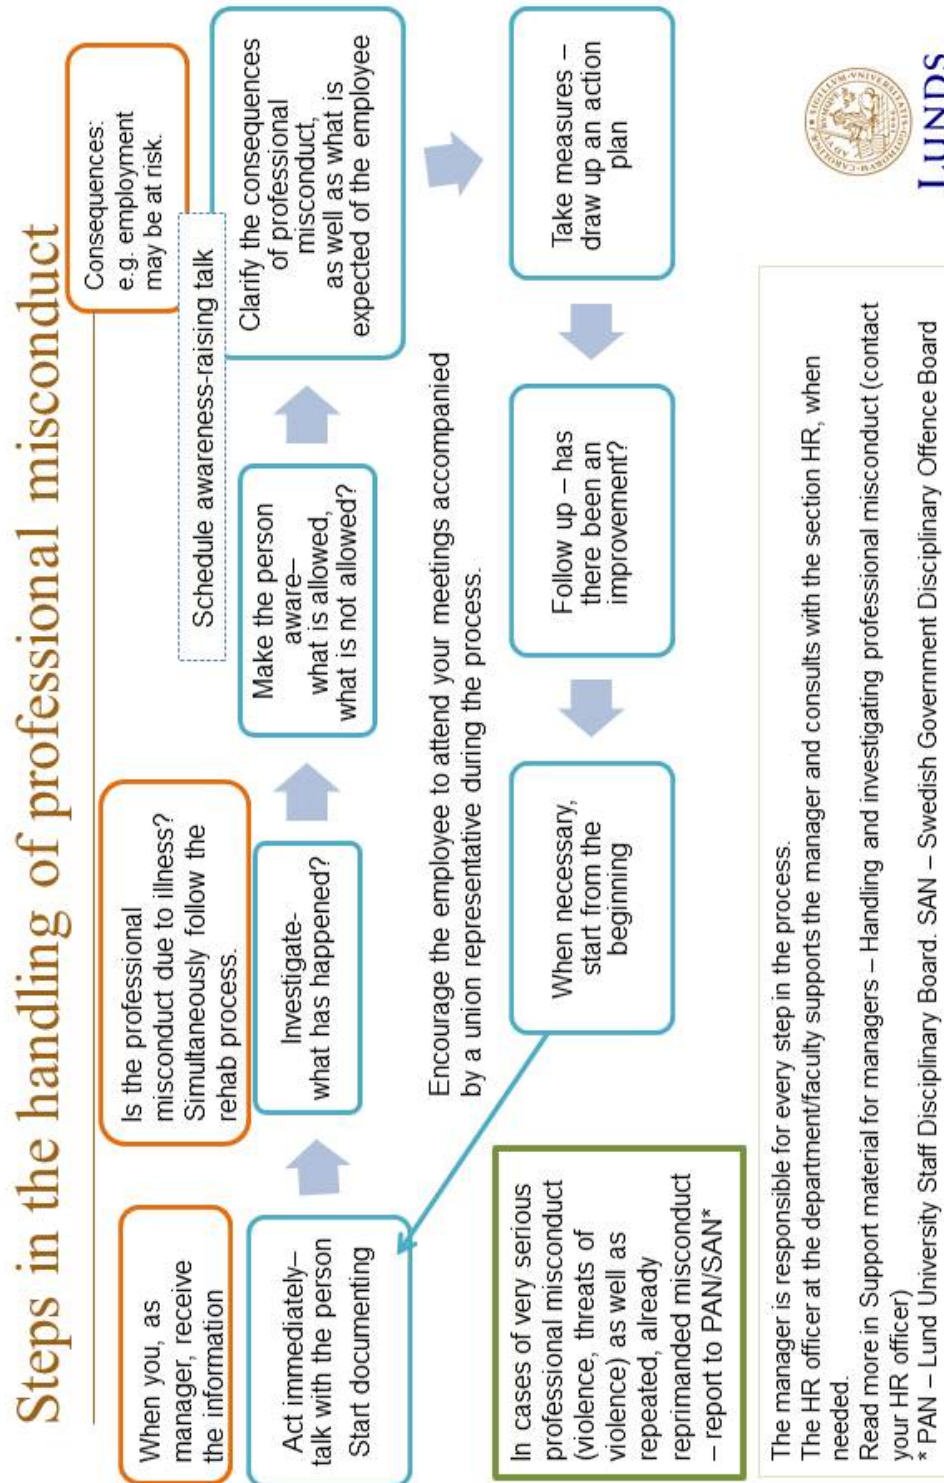 Steps in the handling of professional misconduct
When you, as
manager, receive
the information
Is the professional
misconduct due to illness?
Simultaneously follow the
rehab process.
Consequences:
e.g. employment
may be at risk.
Schedule awareness-raising talk
Act immediately–
talk with the person
Start documenting
Investigate-
what has happened?
Make the person
aware–
what is allowed,
what is not allowed?
Clarify the consequences
of professional
misconduct,
as well as what is
expected of the employee
Encourage the employee to attend your meetings accompanied
by a union representative during the process.
In cases of very serious
professional misconduct
(violence, threats of
violence) as well as
repeated, already
reprimanded misconduct
– report to PAN/SAN*
When necessary,
start from the
beginning
Follow up – has
there been an
improvement?
Take measures –
draw up an action
plan
The manager is responsible for every step in the process.
The HR officer at the department/faculty supports the manager and consults with the section HR, when
needed.
Read more in Support material for managers – Handling and investigating professional misconduct (contact
your HR officer)
* PAN – Lund University Staff Disciplinary Board. SAN – Swedish Government Disciplinary Offence Board
LUNDS